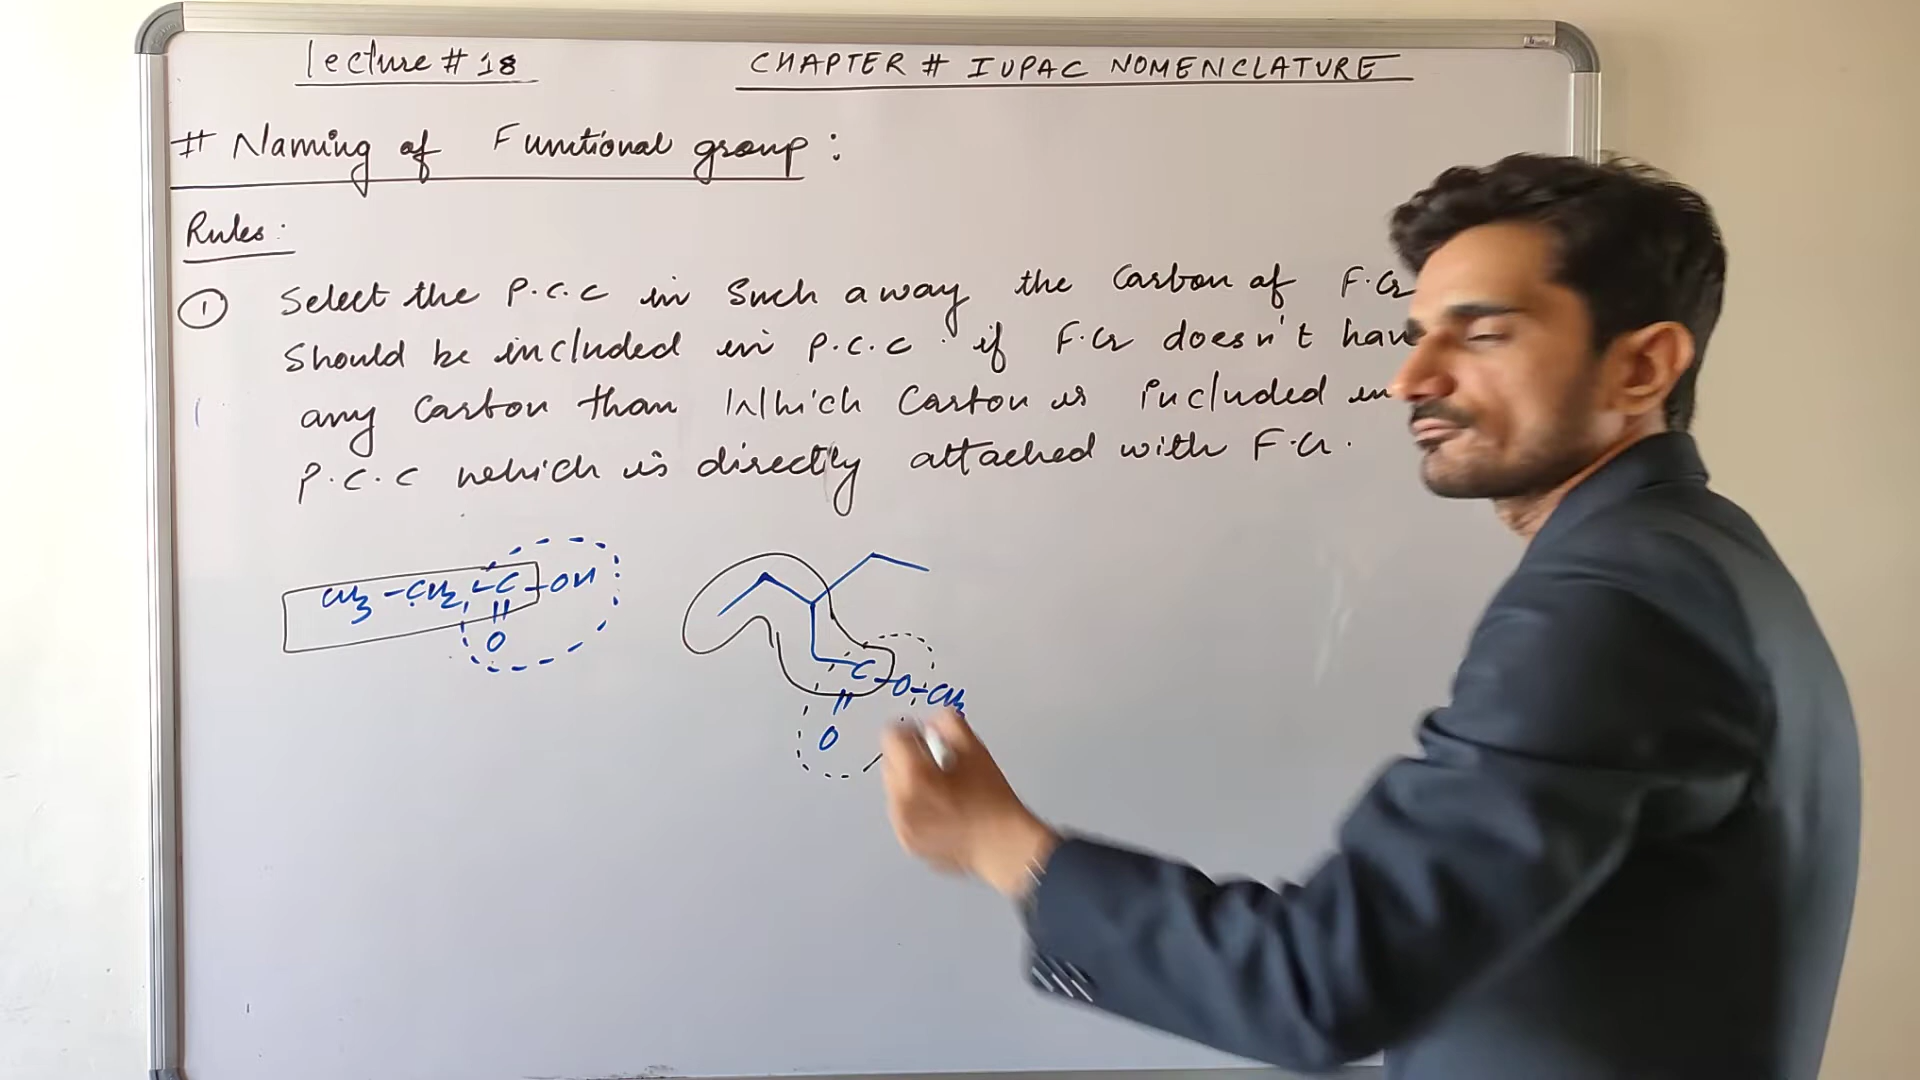 Lecture # 18
CHAPTER # IUPAC NOMENCLATURE
# Naming of Functional group :
Rules :
① Select the P.C.C in Such a way the Carbon of F.G
Should be included in P.C.C . if F.G doesn't have
any Carbon than Which Carbon is included in
P.C.C which is directly attached with F.G.
CH3 - CH2 - C - OH
O
C - O - CH3
O